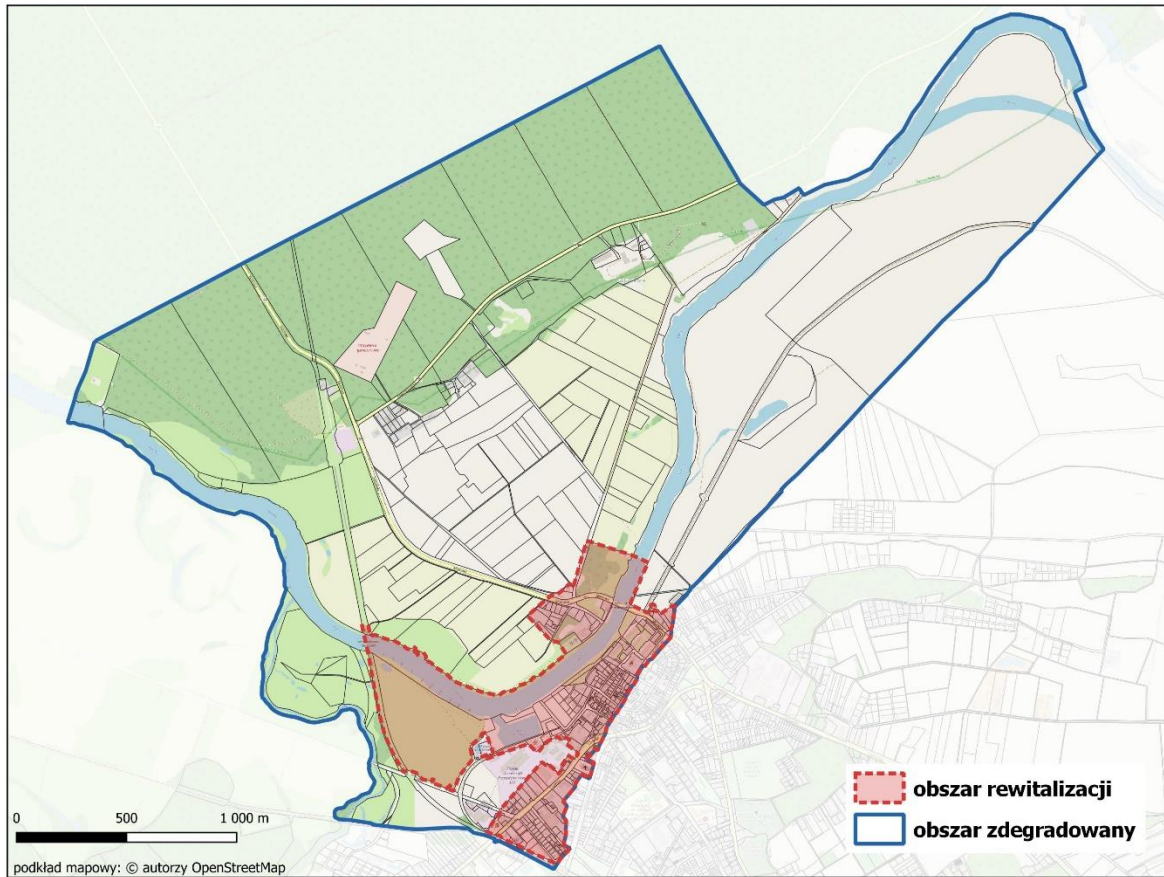 obszar rewitalizacji
obszar zdegradowany
0 500 1 000 m
podkład mapowy: © autorzy OpenStreetMap